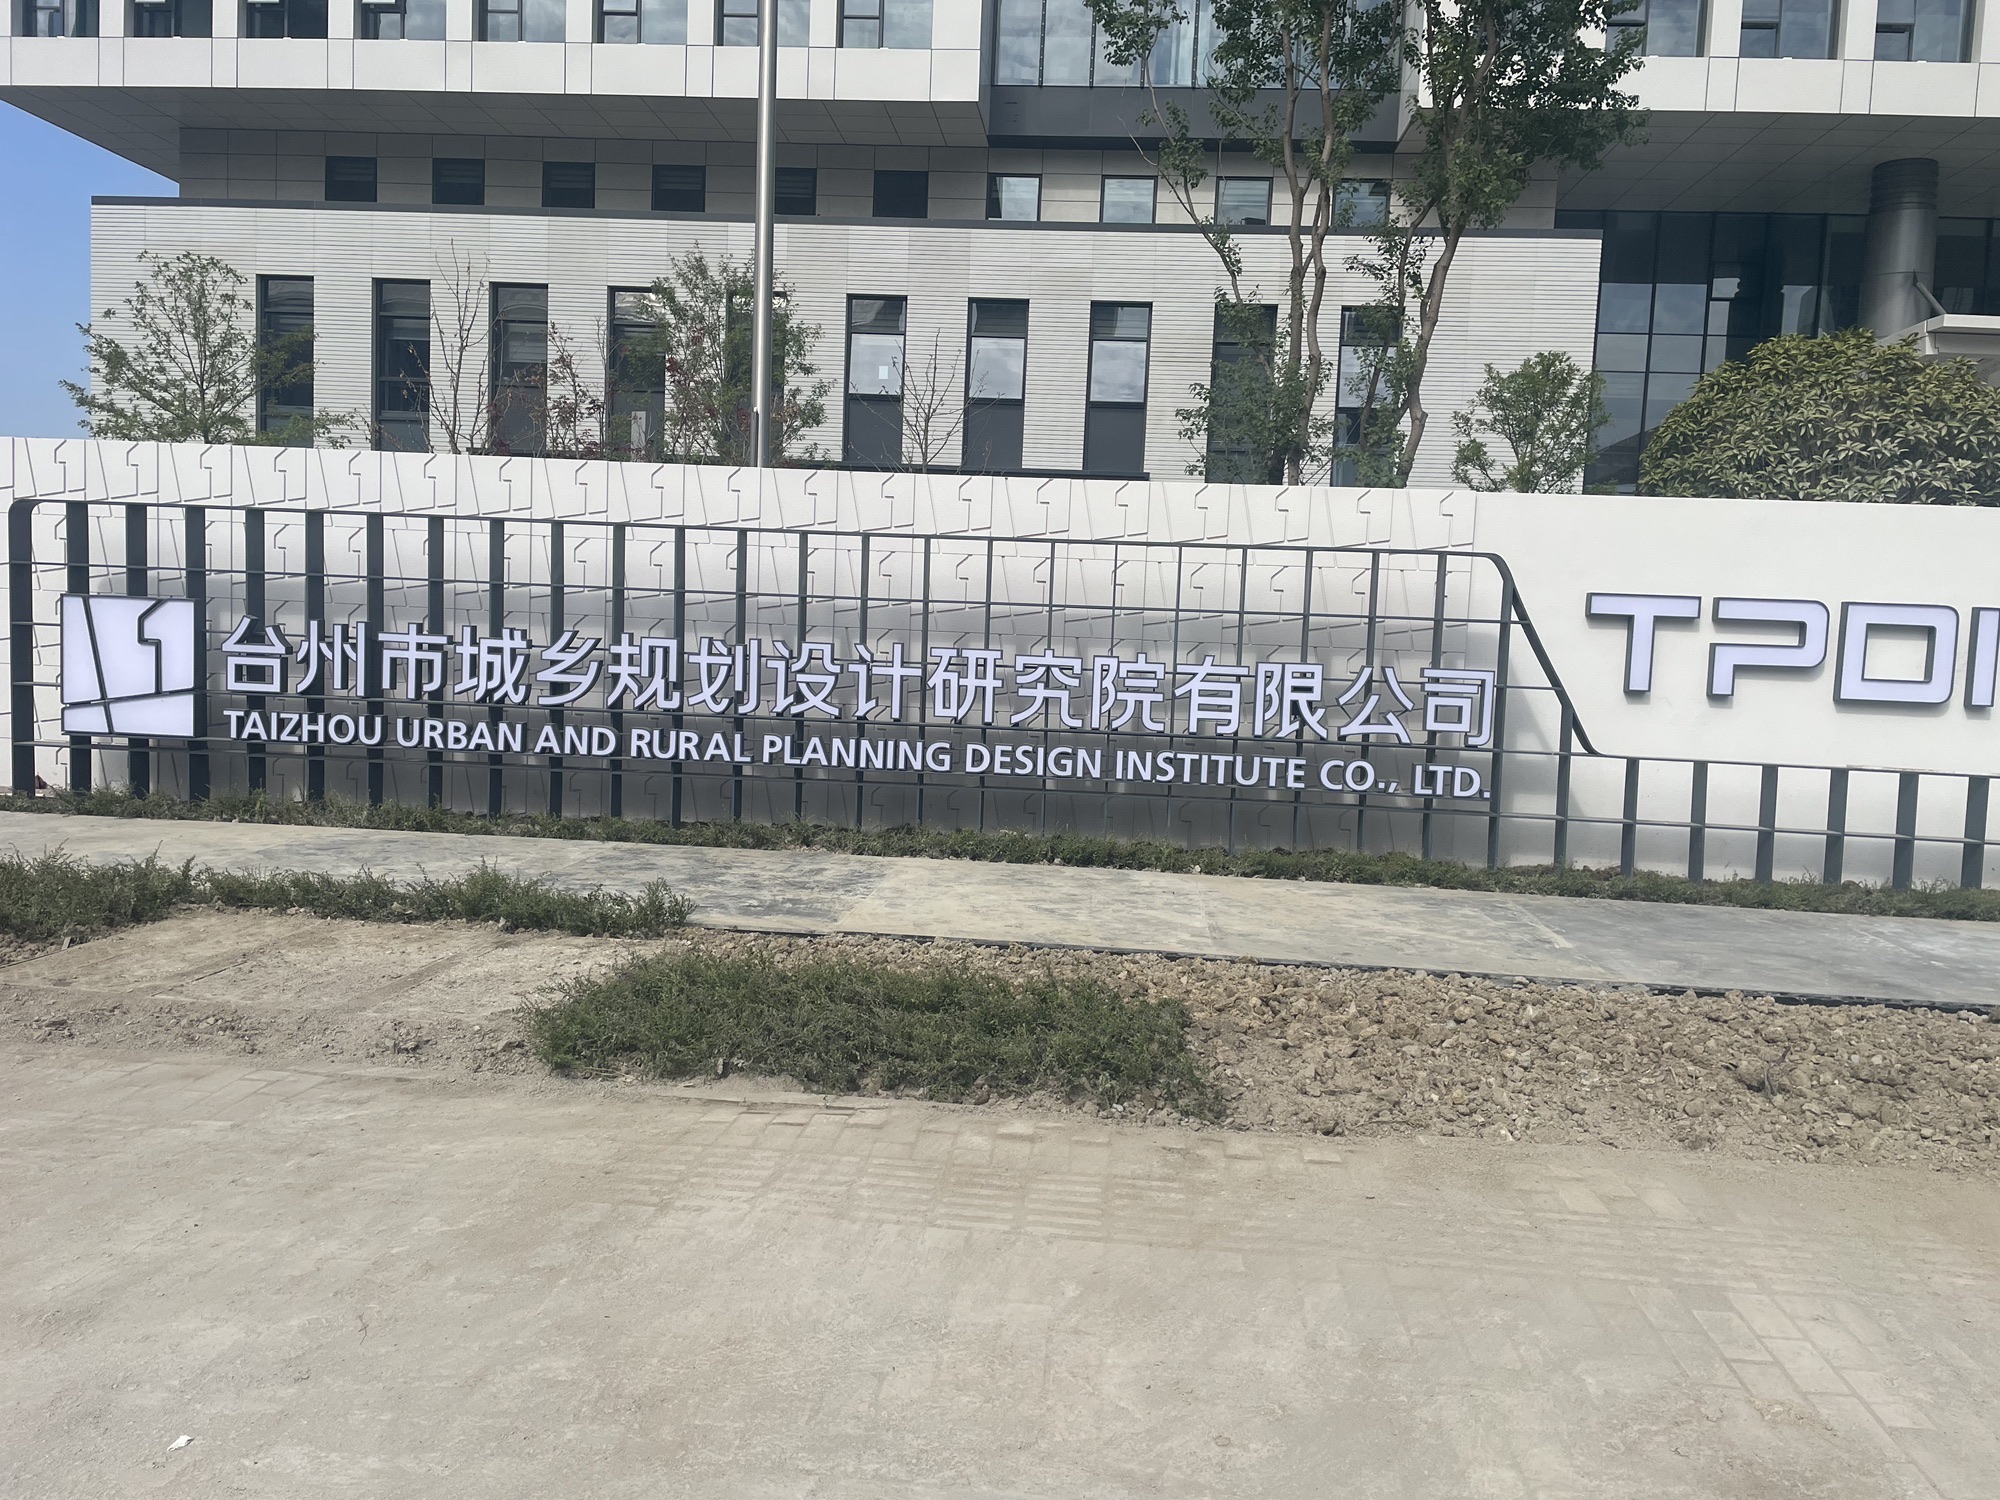 台州市城乡规划设计研究院有限公司
TAIZHOU URBAN AND RURAL PLANNING DESIGN INSTITUTE CO., LTD.
TPDI